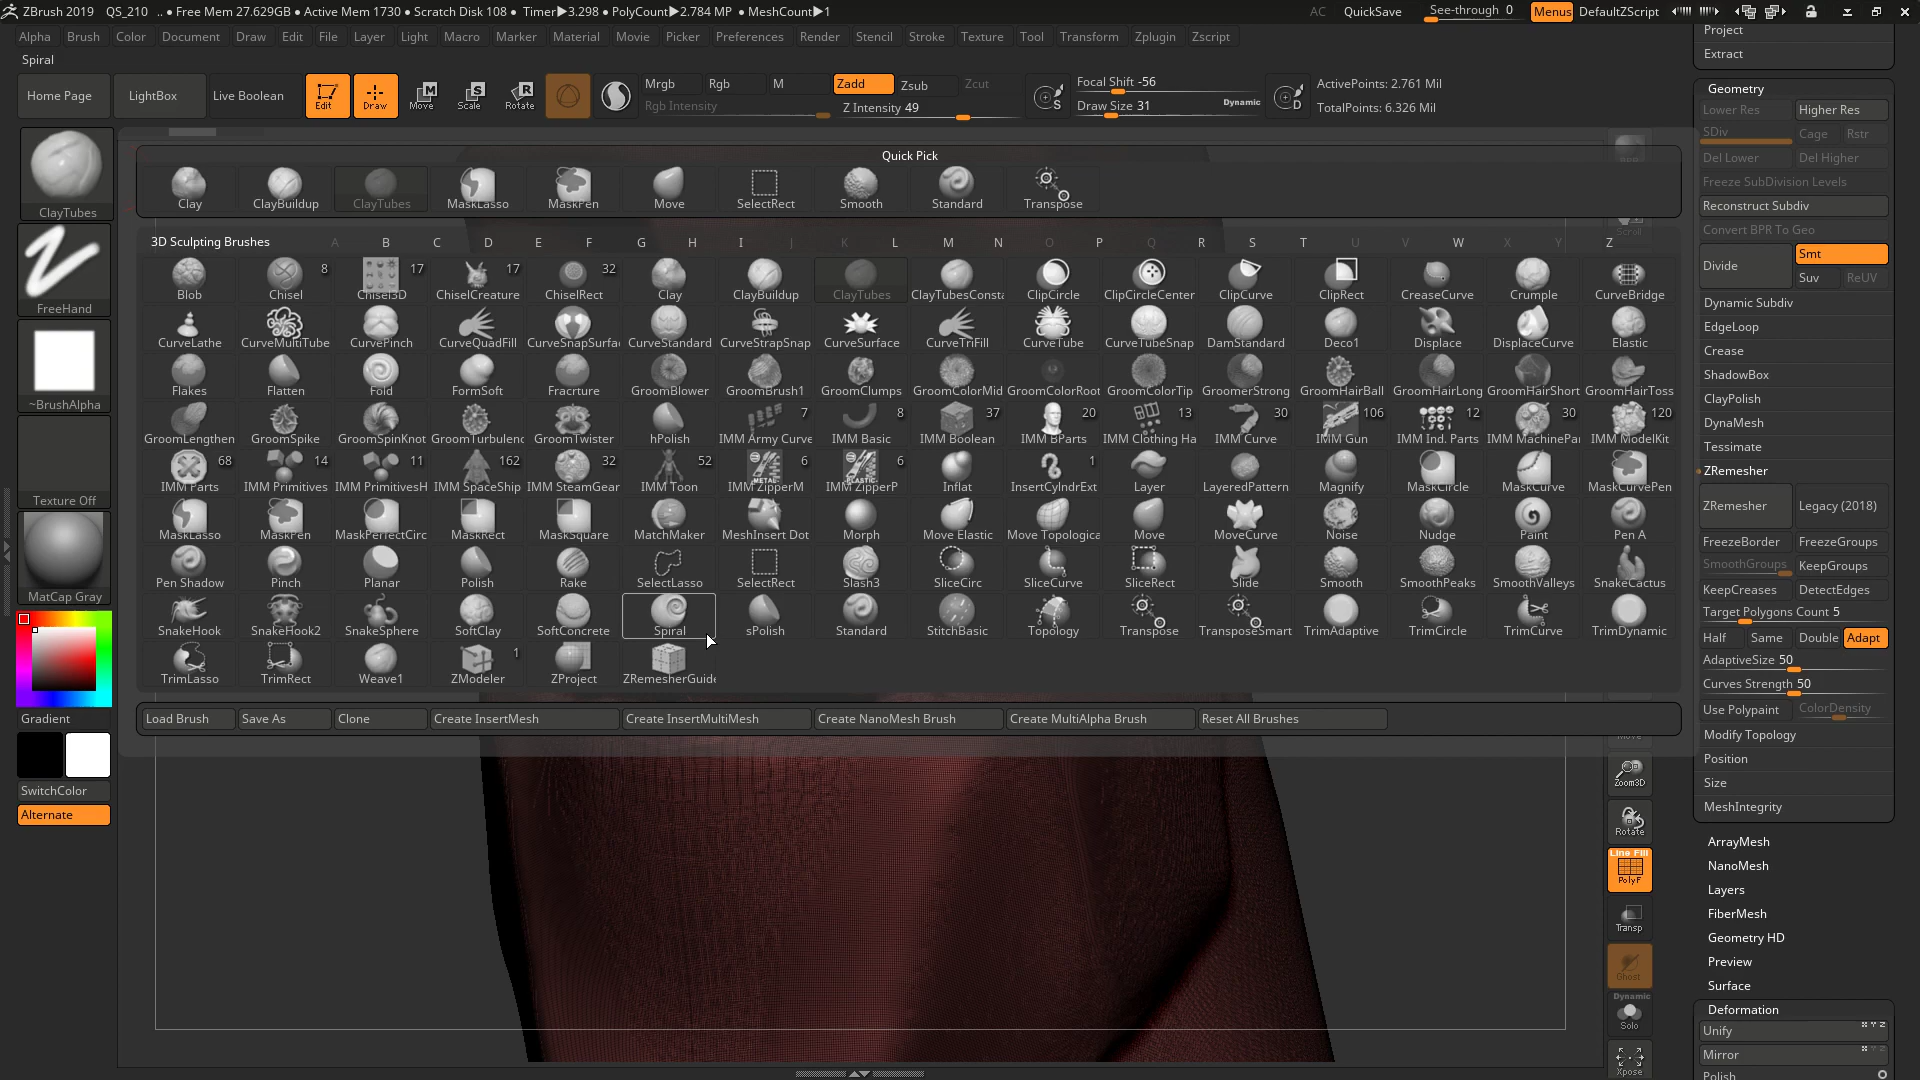 ZBrush 2019 QS_210 .. • Free Mem 27.629GB • Active Mem 1730 • Scratch Disk 108 • Timer▶3.298 • PolyCount▶2.784 MP • MeshCount▶1 AC QuickSave See-through 0 Menus DefaultZScript
Alpha Brush Color Document Draw Edit File Layer Light Macro Marker Material Movie Picker Preferences Render Stencil Stroke Texture Tool Transform Zplugin Zscript
Spiral
Home Page LightBox Live Boolean Edit Draw Move Scale Rotate
Mrgb Rgb M Zadd Zsub Zcut
Rgb Intensity Z Intensity 49
S Focal Shift -56
Draw Size 31 Dynamic D
ActivePoints: 2.761 Mil
TotalPoints: 6.326 Mil
ClayTubes
FreeHand
~BrushAlpha
Texture Off
MatCap Gray
Gradient
SwitchColor
Alternate
Quick Pick
Clay ClayBuildup ClayTubes MaskLasso MaskPen Move SelectRect Smooth Standard Transpose
3D Sculpting Brushes A B C D E F G H I J K L M N O P Q R S T U V W X Y Z
8 17 17 32
Blob Chisel Chisel3D ChiselCreature ChiselRect Clay ClayBuildup ClayTubes ClayTubesConsta ClipCircle ClipCircleCenter ClipCurve ClipRect CreaseCurve Crumple CurveBridge
CurveLathe CurveMultiTube CurvePinch CurveQuadFill CurveSnapSurfa CurveStandard CurveStrapSnap CurveSurface CurveTriFill CurveTube CurveTubeSnap DamStandard Deco1 Displace DisplaceCurve Elastic
Flakes Flatten Fold FormSoft Fracrture GroomBlower GroomBrush1 GroomClumps GroomColorMid GroomColorRoot GroomColorTip GroomerStrong GroomHairBall GroomHairLong GroomHairShort GroomHairToss
7 8 37 20 13 30 106 12 30 120
GroomLengthen GroomSpike GroomSpinKnot GroomTurbulenc GroomTwister hPolish IMM Army Curve IMM Basic IMM Boolean IMM BParts IMM Clothing Ha IMM Curve IMM Gun IMM Ind. Parts IMM MachinePar IMM ModelKit
68 14 11 162 32 52 6 6 1
IMM Parts IMM Primitives IMM PrimitivesH IMM SpaceShip IMM SteamGear IMM Toon IMM ZipperM IMM ZipperP Inflat InsertCylndrExt Layer LayeredPattern Magnify MaskCircle MaskCurve MaskCurvePen
MaskLasso MaskPen MaskPerfectCirc MaskRect MaskSquare MatchMaker MeshInsert Dot Morph Move Elastic Move Topologica Move MoveCurve Noise Nudge Paint Pen A
Pen Shadow Pinch Planar Polish Rake SelectLasso SelectRect Slash3 SliceCirc SliceCurve SliceRect Slide Smooth SmoothPeaks SmoothValleys SnakeCactus
SnakeHook SnakeHook2 SnakeSphere SoftClay SoftConcrete Spiral sPolish Standard StitchBasic Topology Transpose TransposeSmart TrimAdaptive TrimCircle TrimCurve TrimDynamic
1
TrimLasso TrimRect Weave1 ZModeler ZProject ZRemesherGuide
Load Brush Save As Clone Create InsertMesh Create InsertMultiMesh Create NanoMesh Brush Create MultiAlpha Brush Reset All Brushes
Scroll
Move
Zoom3D
Rotate
Line Fill
PolyF
Transp
Ghost
Dynamic
Solo
Xpose
Project
Extract
Geometry
Lower Res Higher Res
SDiv Cage Rstr
Del Lower Del Higher
Freeze SubDivision Levels
Reconstruct Subdiv
Convert BPR To Geo
Divide Smt
Suv ReUV
Dynamic Subdiv
EdgeLoop
Crease
ShadowBox
ClayPolish
DynaMesh
Tessimate
ZRemesher
ZRemesher Legacy (2018)
FreezeBorder FreezeGroups
SmoothGroups KeepGroups
KeepCreases DetectEdges
Target Polygons Count 5
Half Same Double Adapt
AdaptiveSize 50
Curves Strength 50
Use Polypaint ColorDensity
Modify Topology
Position
Size
MeshIntegrity
ArrayMesh
NanoMesh
Layers
FiberMesh
Geometry HD
Preview
Surface
Deformation
Unify
Mirror
Polish